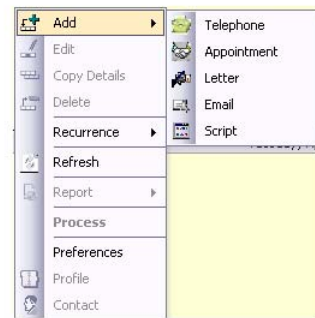 Add
Edit
Copy Details
Delete
Recurrence
Refresh
Report
Process
Preferences
Profile
Contact
Telephone
Appointment
Letter
Email
Script